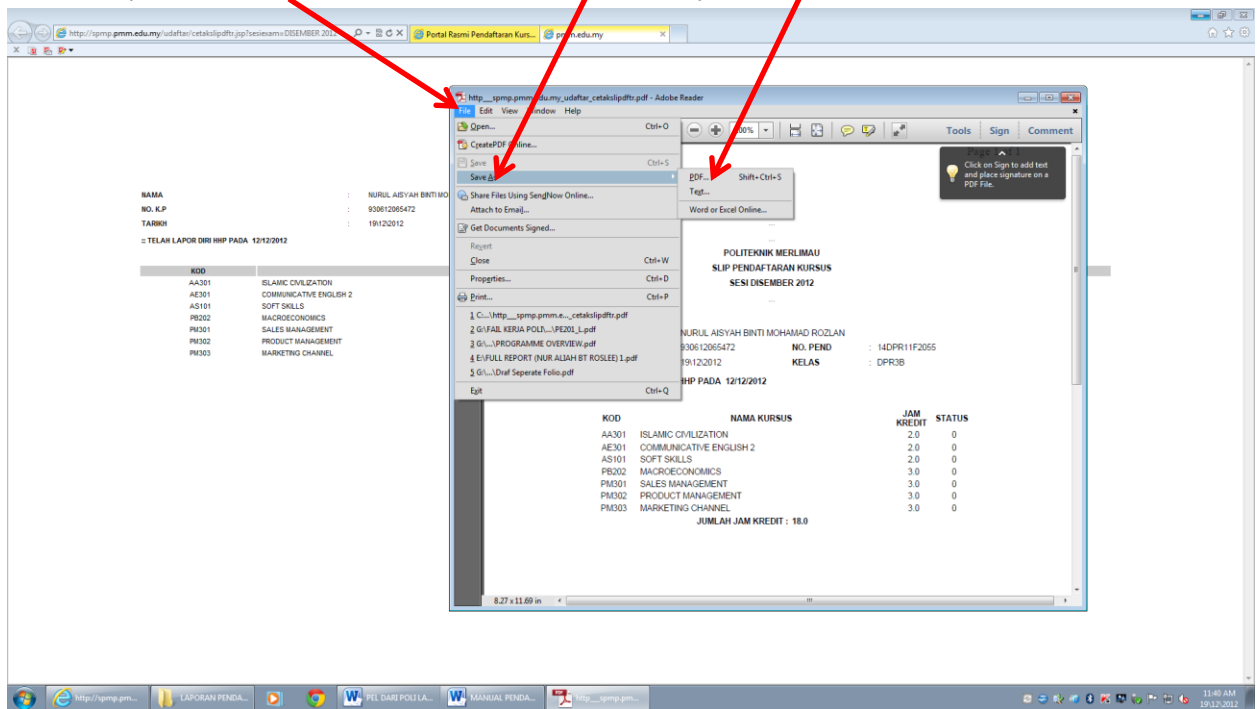 http://spmp.pmm.edu.my/udaftar/cetakslipdftr.jsp?sesiexam=DISEMBER 2012
Portal Rasmi Pendaftaran Kurs...
pmm.edu.my
http__spmp.pmm.edu.my_udaftar_cetakslipdftr.pdf - Adobe Reader
File Edit View Window Help
Open... Ctrl+O
CreatePDF Online...
Save Ctrl+S
Save As
Share Files Using SendNow Online...
Attach to Email...
Get Documents Signed...
Revert
Close Ctrl+W
Properties... Ctrl+D
Print... Ctrl+P
1 C:...\http__spmp.pmm.e..._cetakslipdftr.pdf
2 G:\FAIL KERJA POLI\...\PE201_L.pdf
3 G:\...\PROGRAMME OVERVIEW.pdf
4 E:\FULL REPORT (NUR ALIAH BT ROSLEE) 1.pdf
5 G:\...\Draf Seperate Folio.pdf
Exit Ctrl+Q
PDF... Shift+Ctrl+S
Text...
Word or Excel Online...
Tools Sign Comment
Click on Sign to add text
and place signature on a
PDF File.
NAMA : NURUL AISYAH BINTI MO
NO. K.P : 930612065472
TARIKH : 19\12\2012
:: TELAH LAPOR DIRI HHP PADA 12/12/2012
KOD
AA301 ISLAMIC CIVILIZATION
AE301 COMMUNICATIVE ENGLISH 2
AS101 SOFT SKILLS
PB202 MACROECONOMICS
PM301 SALES MANAGEMENT
PM302 PRODUCT MANAGEMENT
PM303 MARKETING CHANNEL
POLITEKNIK MERLIMAU
SLIP PENDAFTARAN KURSUS
SESI DISEMBER 2012
NURUL AISYAH BINTI MOHAMAD ROZLAN
930612065472 NO. PEND : 14DPR11F2055
19\12\2012 KELAS : DPR3B
HHP PADA 12/12/2012
KOD NAMA KURSUS JAM KREDIT STATUS
AA301 ISLAMIC CIVILIZATION 2.0 0
AE301 COMMUNICATIVE ENGLISH 2 2.0 0
AS101 SOFT SKILLS 2.0 0
PB202 MACROECONOMICS 3.0 0
PM301 SALES MANAGEMENT 3.0 0
PM302 PRODUCT MANAGEMENT 3.0 0
PM303 MARKETING CHANNEL 3.0 0
JUMLAH JAM KREDIT : 18.0
8.27 x 11.69 in
http://spmp.pm...
LAPORAN PENDA...
PEL DARI POLI LA...
MANUAL PENDA...
http__spmp.pm...
11:40 AM
19\12\2012